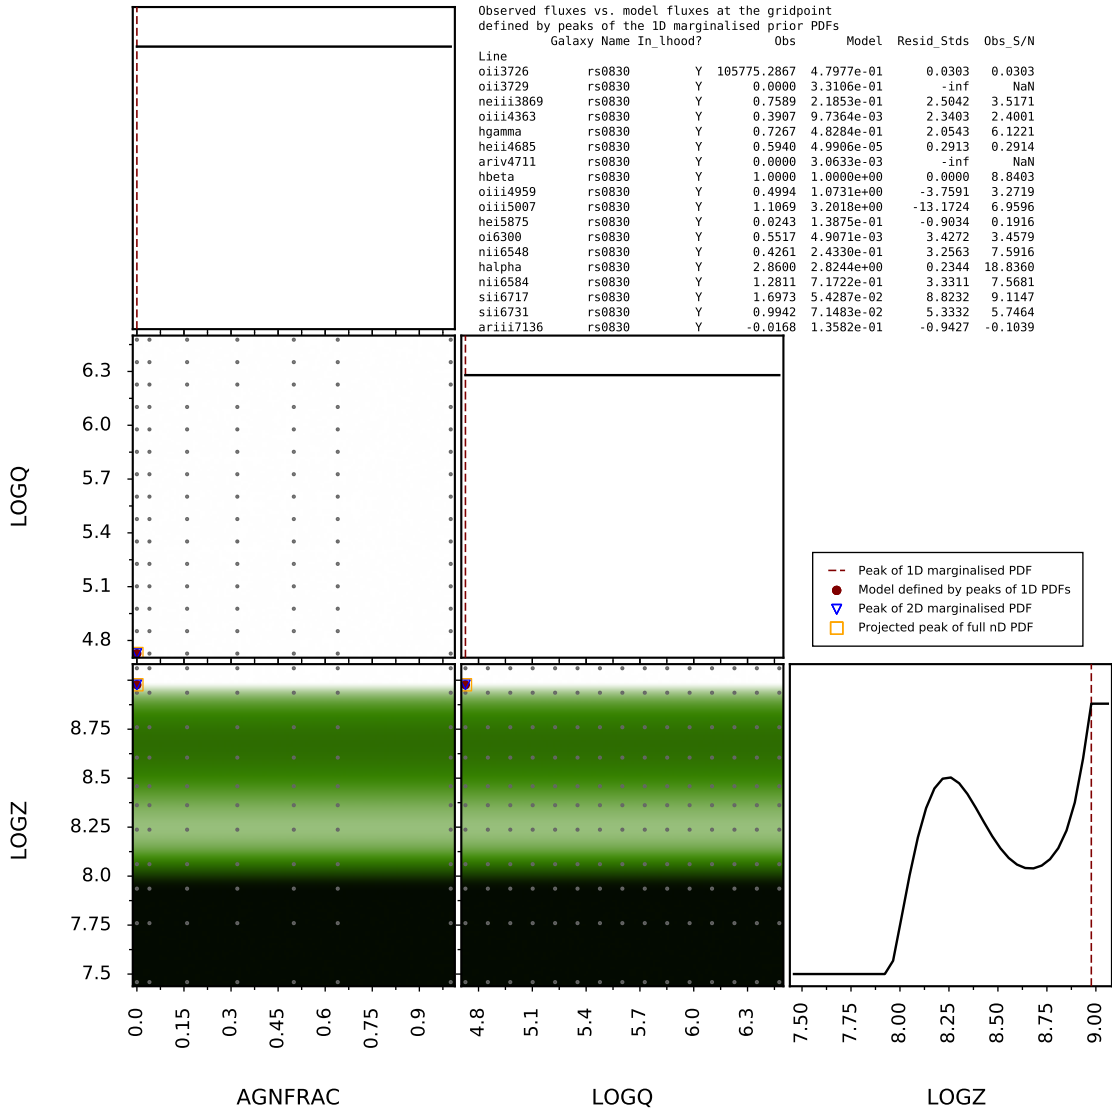 Observed fluxes vs. model fluxes at the gridpoint
defined by peaks of the 1D marginalised prior PDFs
Galaxy Name In_lhood? Obs Model Resid_Stds Obs_S/N
Line
oii3726 rs0830 Y 105775.2867 4.7977e-01 0.0303 0.0303
oii3729 rs0830 Y 0.0000 3.3106e-01 -inf NaN
neiii3869 rs0830 Y 0.7589 2.1853e-01 2.5042 3.5171
oiii4363 rs0830 Y 0.3907 9.7364e-03 2.3403 2.4001
hgamma rs0830 Y 0.7267 4.8284e-01 2.0543 6.1221
heii4685 rs0830 Y 0.5940 4.9906e-05 0.2913 0.2914
ariv4711 rs0830 Y 0.0000 3.0633e-03 -inf NaN
hbeta rs0830 Y 1.0000 1.0000e+00 0.0000 8.8403
oiii4959 rs0830 Y 0.4994 1.0731e+00 -3.7591 3.2719
oiii5007 rs0830 Y 1.1069 3.2018e+00 -13.1724 6.9596
hei5875 rs0830 Y 0.0243 1.3875e-01 -0.9034 0.1916
oi6300 rs0830 Y 0.5517 4.9071e-03 3.4272 3.4579
nii6548 rs0830 Y 0.4261 2.4330e-01 3.2563 7.5916
halpha rs0830 Y 2.8600 2.8244e+00 0.2344 18.8360
nii6584 rs0830 Y 1.2811 7.1722e-01 3.3311 7.5681
sii6717 rs0830 Y 1.6973 5.4287e-02 8.8232 9.1147
sii6731 rs0830 Y 0.9942 7.1483e-02 5.3332 5.7464
ariii7136 rs0830 Y -0.0168 1.3582e-01 -0.9427 -0.1039
LOGQ
6.3
6.0
5.7
5.4
5.1
4.8
Peak of 1D marginalised PDF
Model defined by peaks of 1D PDFs
Peak of 2D marginalised PDF
Projected peak of full nD PDF
LOGZ
8.75
8.5
8.25
8.0
7.75
7.5
0.0 0.15 0.3 0.45 0.6 0.75 0.9
4.8 5.1 5.4 5.7 6.0 6.3
7.50 7.75 8.00 8.25 8.50 8.75 9.00
AGNFRAC
LOGQ
LOGZ